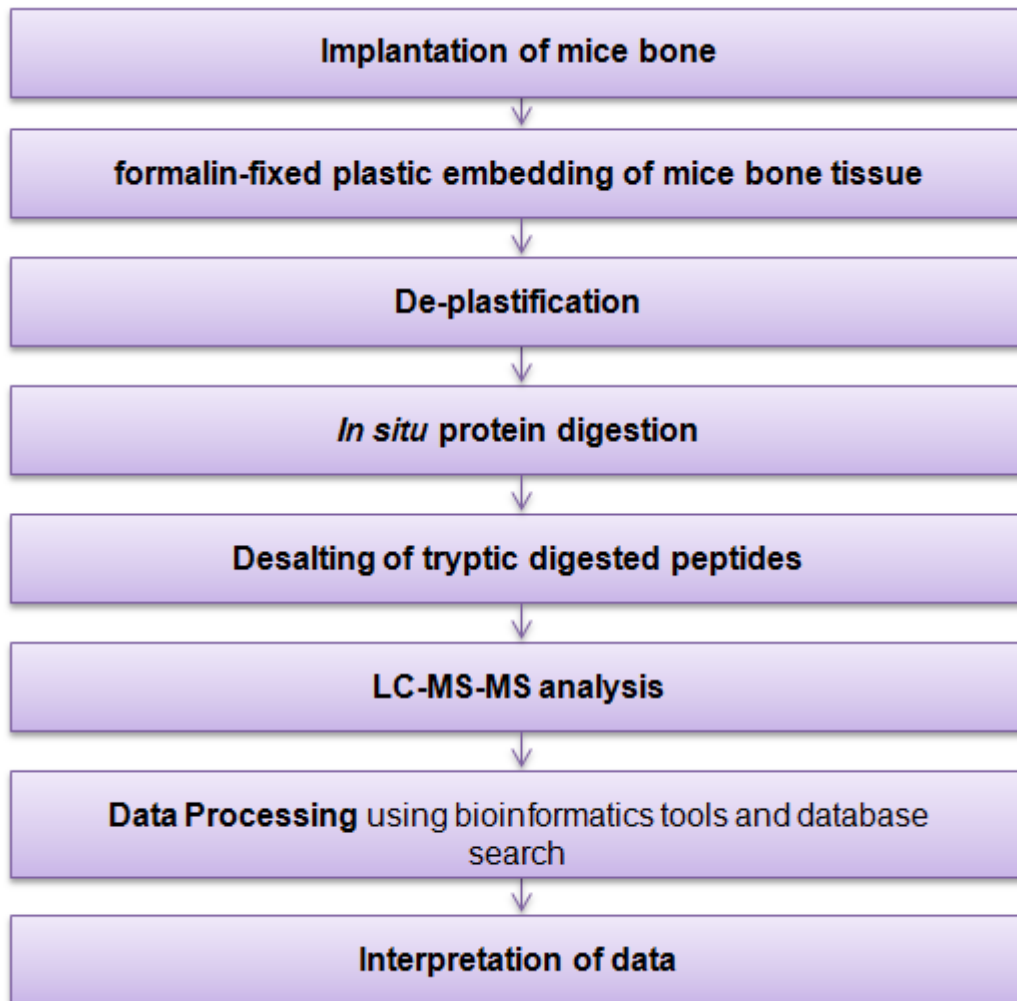 Implantation of mice bone
formalin-fixed plastic embedding of mice bone tissue
De-plastification
In situ protein digestion
Desalting of tryptic digested peptides
LC-MS-MS analysis
Data Processing using bioinformatics tools and database
search
Interpretation of data